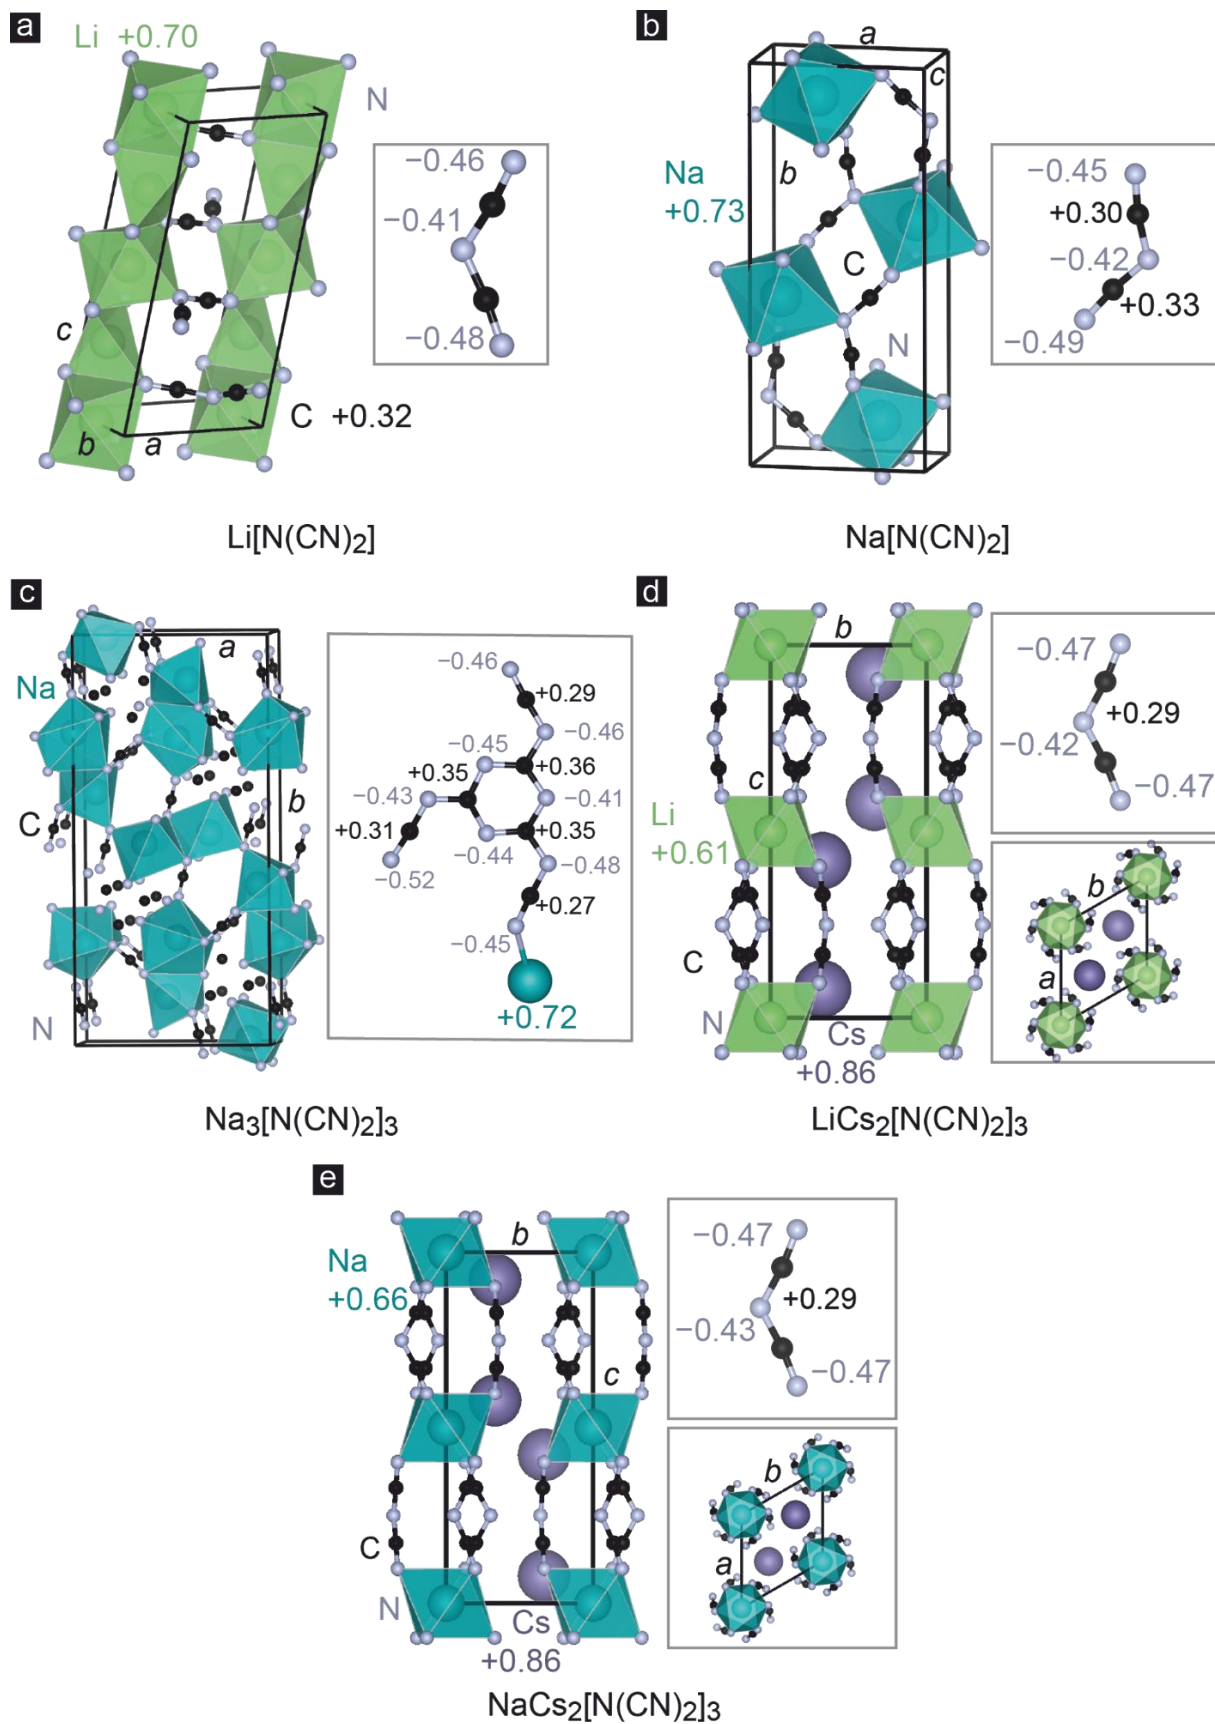 a
Li +0.70
N
c
b
a
C +0.32
−0.46
−0.41
−0.48
Li[N(CN)2]
b
a
c
b
Na
+0.73
C
N
−0.45
+0.30
−0.42
+0.33
−0.49
Na[N(CN)2]
c
a
Na
b
C
N
−0.46
+0.29
−0.46
−0.45
+0.36
+0.35
−0.43
−0.41
+0.31
+0.35
−0.44
−0.48
−0.52
+0.27
−0.45
+0.72
Na3[N(CN)2]3
d
b
c
Li
+0.61
C
N
Cs
+0.86
−0.47
+0.29
−0.42
−0.47
b
a
LiCs2[N(CN)2]3
e
b
Na
+0.66
c
C
N
Cs
+0.86
−0.47
+0.29
−0.43
−0.47
b
a
NaCs2[N(CN)2]3